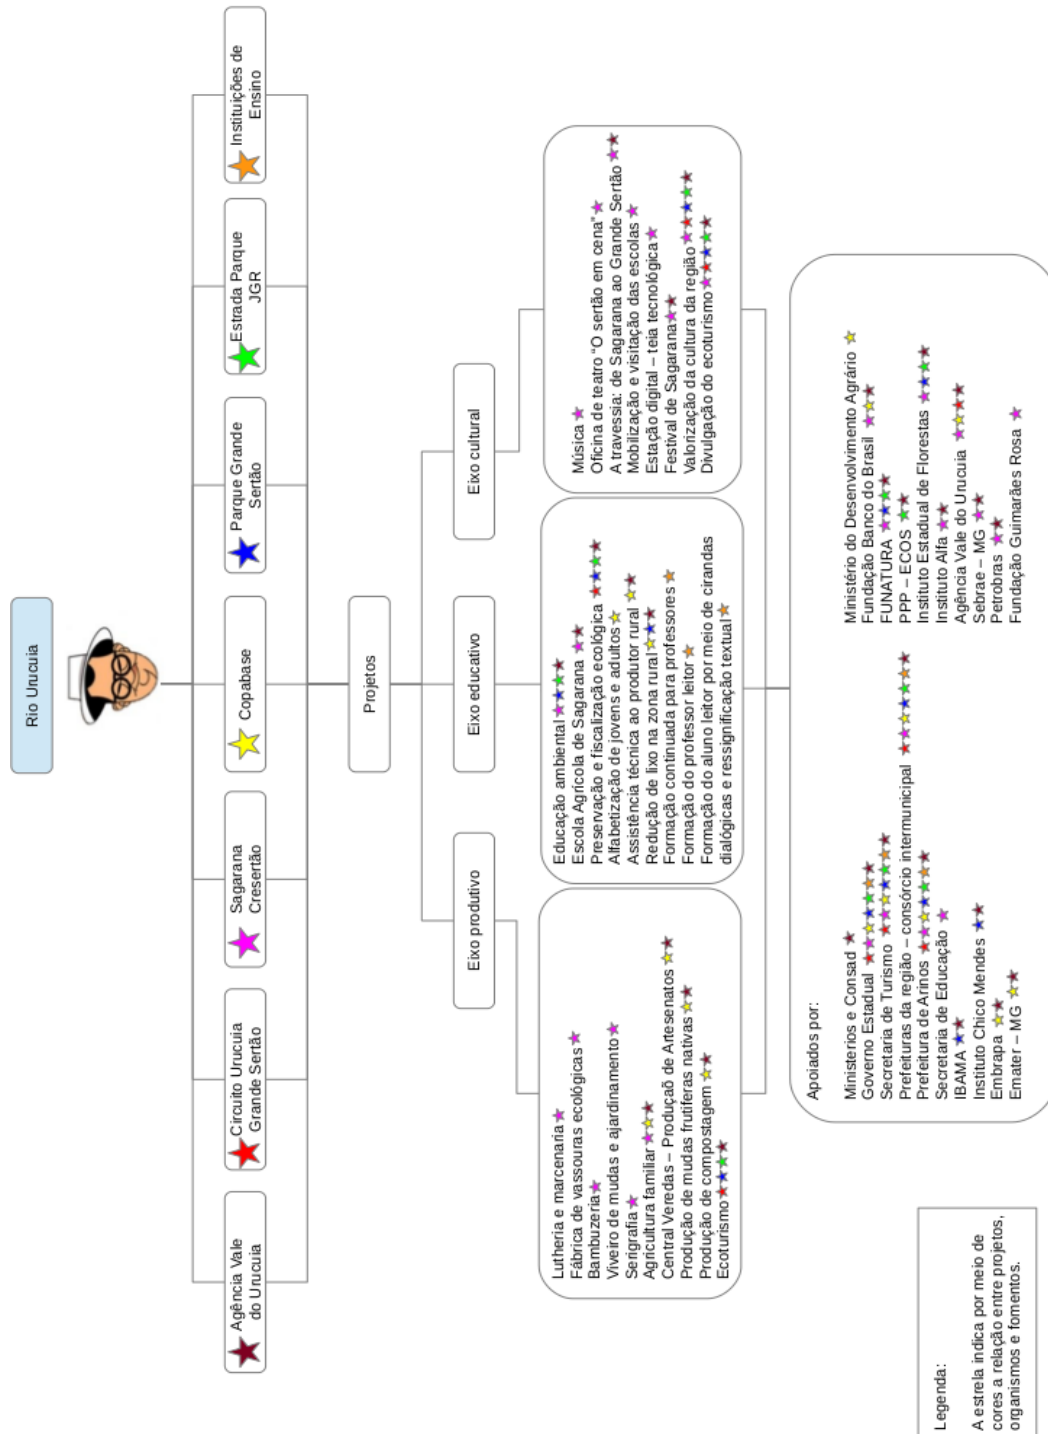 Rio Urucuia
Agência Vale
do Urucuia
Circuito Urucuia
Grande Sertão
Sagarana
Cresertão
Copabase
Parque Grande
Sertão
Estrada Parque
JGR
Instituições de
Ensino
Projetos
Eixo produtivo
Eixo educativo
Eixo cultural
Lutheria e marcenaria
Fábrica de vassouras ecológicas
Bambuzeria
Viveiro de mudas e ajardinamento
Serigrafia
Agricultura familiar
Central Veredas – Produçaõ de Artesenatos
Produção de mudas frutiferas nativas
Produção de compostagem
Ecoturismo
Educação ambiental
Escola Agrícola de Sagarana
Preservação e fiscalização ecológica
Alfabetização de jovens e adultos
Assistência técnica ao produtor rural
Redução de lixo na zona rural
Formação continuada para professores
Formação do professor leitor
Formação do aluno leitor por meio de cirandas
dialógicas e ressignificação textual
Música
Oficina de teatro “O sertão em cena”
A travessia: de Sagarana ao Grande Sertão
Mobilização e visitação das escolas
Estação digital – teia tecnológica
Festival de Sagarana
Valorização da cultura da região
Divulgação do ecoturismo
Apoiados por:
Ministerios e Consad
Governo Estadual
Secretaria de Turismo
Prefeituras da região – consórcio intermunicipal
Prefeitura de Arinos
Secretaria de Educação
IBAMA
Instituto Chico Mendes
Embrapa
Emater – MG
Ministério do Desenvolvimento Agrário
Fundação Banco do Brasil
FUNATURA
PPP – ECOS
Instituto Estadual de Florestas
Instituto Alfa
Agência Vale do Urucuia
Sebrae – MG
Petrobras
Fundação Guimarães Rosa
Legenda:
A estrela indica por meio de
cores a relação entre projetos,
organismos e fomentos.